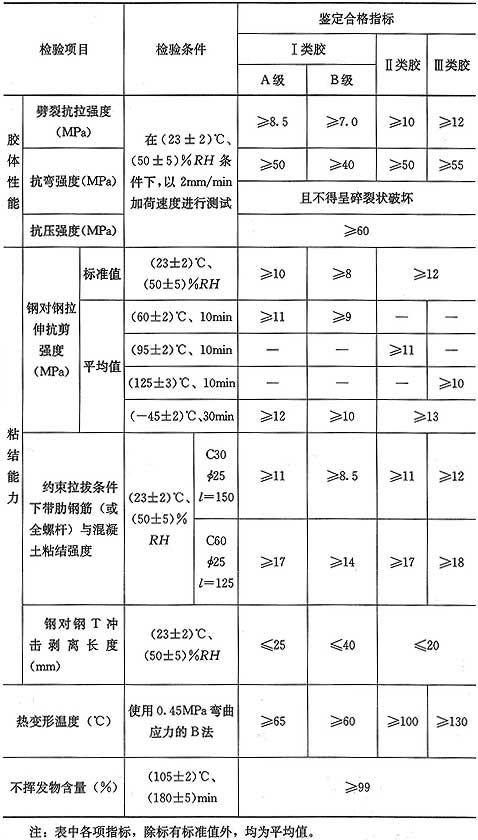 检验项目 检验条件 鉴定合格指标
Ⅰ类胶 Ⅱ类胶 Ⅲ类胶
A级 B级
胶体性能
劈裂抗拉强度
(MPa)
在(23±2)℃、
(50±5)%RH条
件下,以2mm/min
加荷速度进行测试
≥8.5 ≥7.0 ≥10 ≥12
抗弯强度(MPa)
≥50 ≥40 ≥50 ≥55
且不得呈碎裂状破坏
抗压强度(MPa) ≥60
粘结能力
钢对钢拉
伸抗剪
强度
(MPa)
标准值
(23±2)℃、
(50±5)%RH
≥10 ≥8 ≥12
平均值
(60±2)℃、10min ≥11 ≥9 — —
(95±2)℃、10min — — ≥11 —
(125±3)℃、10min — — — ≥10
(−45±2)℃、30min ≥12 ≥10 ≥13
约束拉拔条件
下带肋钢筋(或
全螺杆)与混凝
土粘结强度
(23±2)℃、
(50±5)%
RH
C30
ϕ25
l=150
≥11 ≥8.5 ≥11 ≥12
C60
ϕ25
l=125
≥17 ≥14 ≥17 ≥18
钢对钢T冲
击剥离长度
(mm)
(23±2)℃、
(50±5)%RH
≤25 ≤40 ≤20
热变形温度(℃)
使用0.45MPa弯曲
应力的B法
≥65 ≥60 ≥100 ≥130
不挥发物含量(%)
(105±2)℃、
(180±5)min
≥99
注:表中各项指标,除标有标准值外,均为平均值。